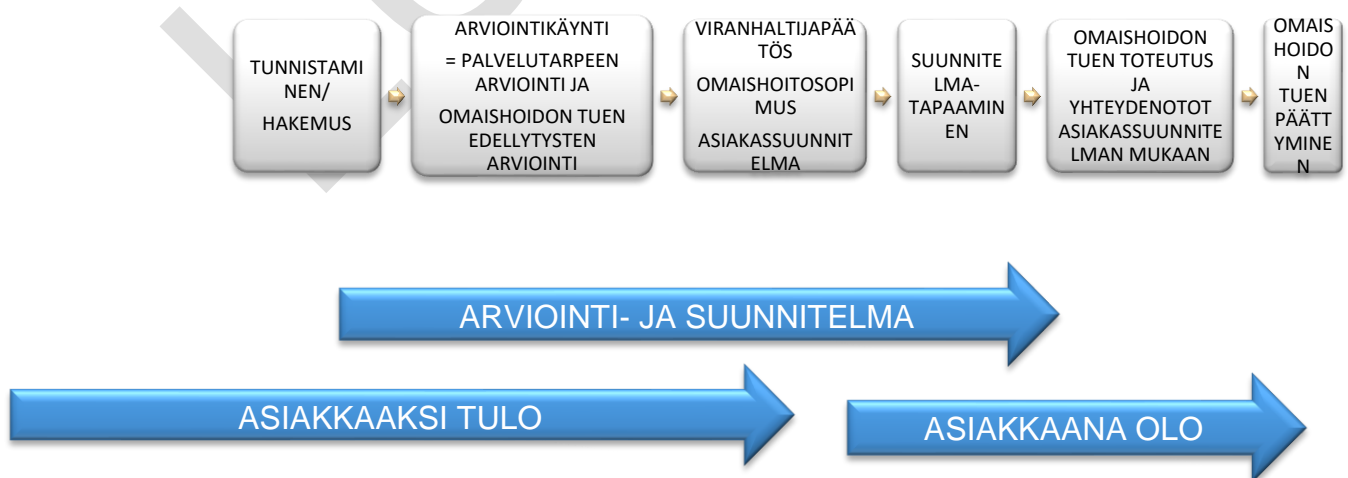 TUNNISTAMI
NEN/
HAKEMUS
ARVIOINTIKÄYNTI
= PALVELUTARPEEN
ARVIOINTI JA
OMAISHOIDON TUEN
EDELLYTYSTEN
ARVIOINTI
VIRANHALTIJAPÄÄ
TÖS
OMAISHOITOSOPI
MUS
ASIAKASSUUNNIT
ELMA
SUUNNITE
LMA-
TAPAAMIN
EN
OMAISHOIDON
TUEN TOTEUTUS
JA
YHTEYDENOTOT
ASIAKASSUUNNITE
LMAN MUKAAN
OMAIS
HOIDO
N
TUEN
PÄÄTT
YMINE
N
ARVIOINTI- JA SUUNNITELMA
ASIAKKAAKSI TULO
ASIAKKAANA OLO